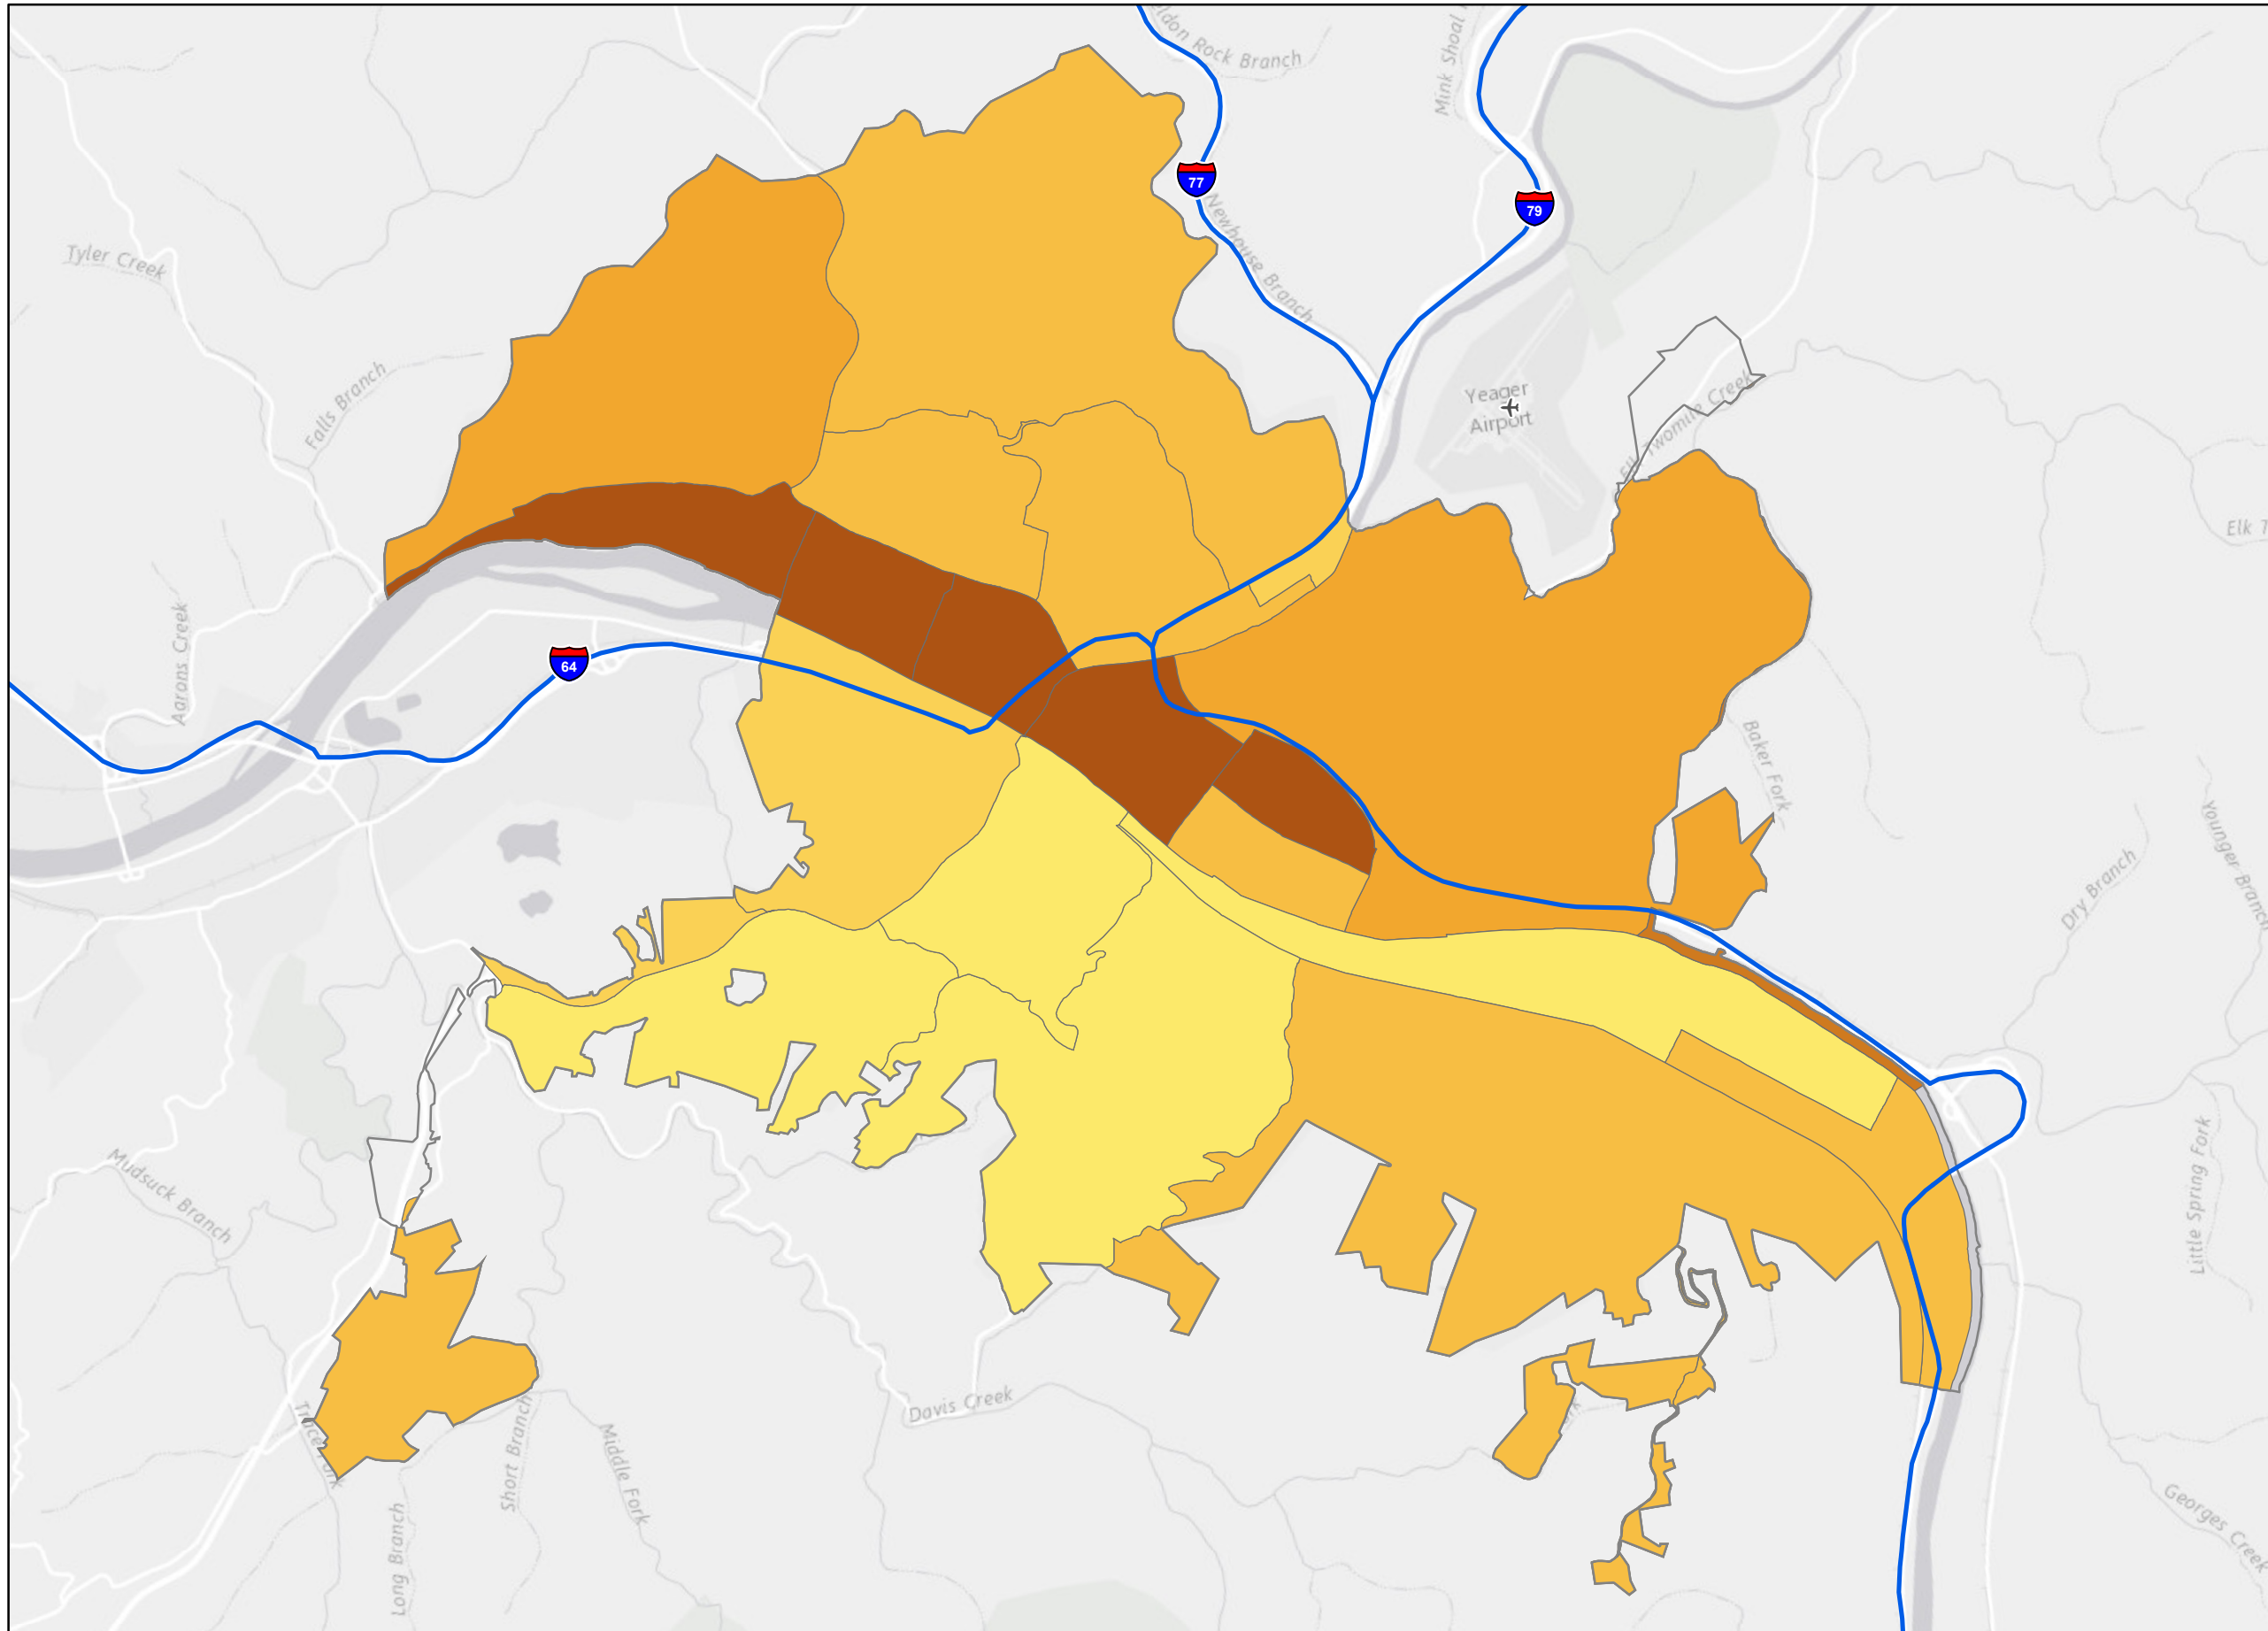 Rock Branch
Mink Shoal
77
79
Newhouse Branch
Tyler Creek
Yeager
Airport
Falls Branch
Twomile Creek
Elk
Aarons Creek
64
Baker Fork
Younger Branch
Dry Branch
Mudsuck Branch
Little Spring Fork
Davis Creek
Short Branch
Middle Fork
Long Branch
Georges Creek